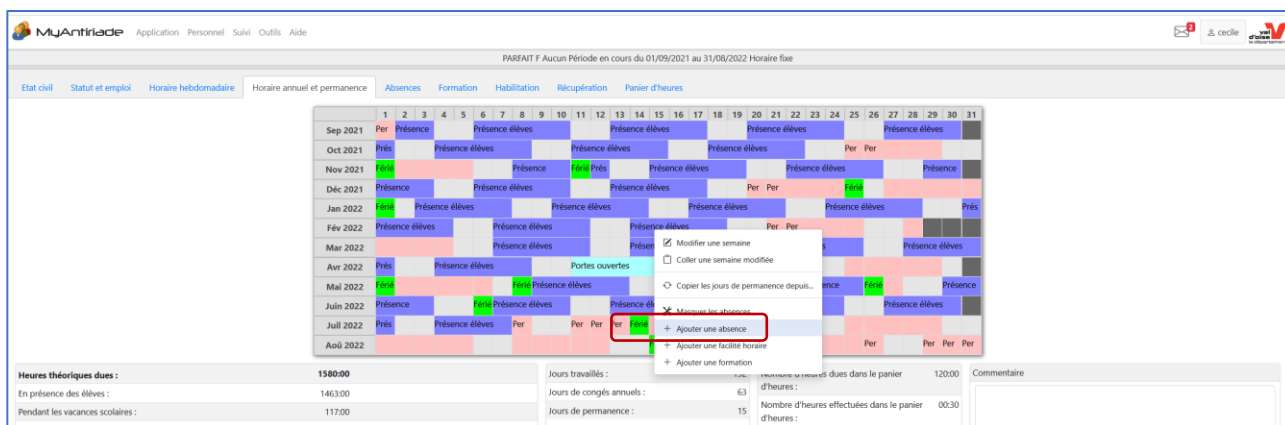 MyAntiriade Application Personnel Suivi Outils Aide 2 cecile val d'oise le département
PARFAIT F Aucun Période en cours du 01/09/2021 au 31/08/2022 Horaire fixe
Etat civil Statut et emploi Horaire hebdomadaire Horaire annuel et permanence Absences Formation Habilitation Récupération Panier d'heures
1 2 3 4 5 6 7 8 9 10 11 12 13 14 15 16 17 18 19 20 21 22 23 24 25 26 27 28 29 30 31
Sep 2021 Per Présence Présence élèves Présence élèves Présence élèves Présence élèves
Oct 2021 Prés Présence élèves Présence élèves Présence élèves Per Per
Nov 2021 Férié Présence Férié Prés Présence élèves Présence élèves Présence
Déc 2021 Présence Présence élèves Présence élèves Per Per Férié
Jan 2022 Férié Présence élèves Présence élèves Présence élèves Présence élèves Prés
Fév 2022 Présence élèves Présence élèves Présence élèves Per Per
Mar 2022 Présence élèves Présen s Présence élèves
Avr 2022 Prés Présence élèves Portes ouvertes
Mai 2022 Férié Férié Présence élèves ence Férié Présence
Juin 2022 Présence Férié Présence élèves Présence él Présence élèves
Juil 2022 Prés Présence élèves Per Per Per Per Férié
Aoû 2022 Per Per Per Per
Modifier une semaine
Coller une semaine modifiée
Copier les jours de permanence depuis...
Masquer les absences
+ Ajouter une absence
+ Ajouter une facilité horaire
+ Ajouter une formation
Heures théoriques dues : 1580:00
En présence des élèves : 1463:00
Pendant les vacances scolaires : 117:00
Jours travaillés :
Jours de congés annuels : 63
Jours de permanence : 15
Nombre d'heures dues dans le panier d'heures : 120:00
Nombre d'heures effectuées dans le panier d'heures : 00:30
Commentaire